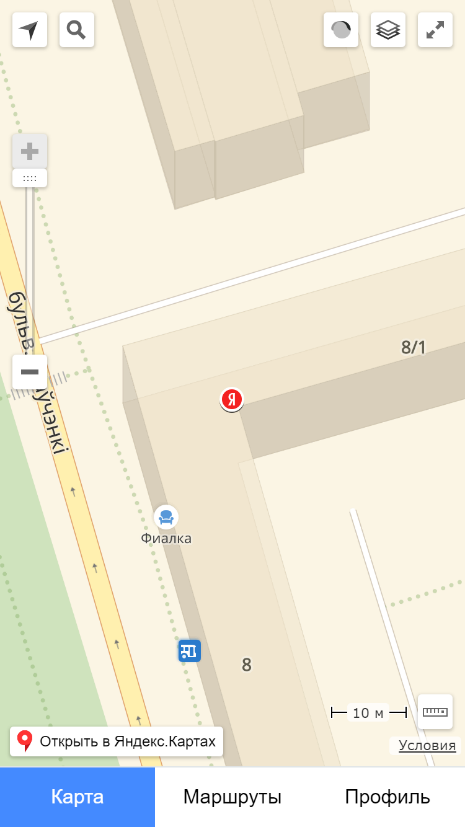 8/1
Я
Фиалка
8
10 м
Открыть в Яндекс.Картах
Условия
Карта
Маршруты
Профиль